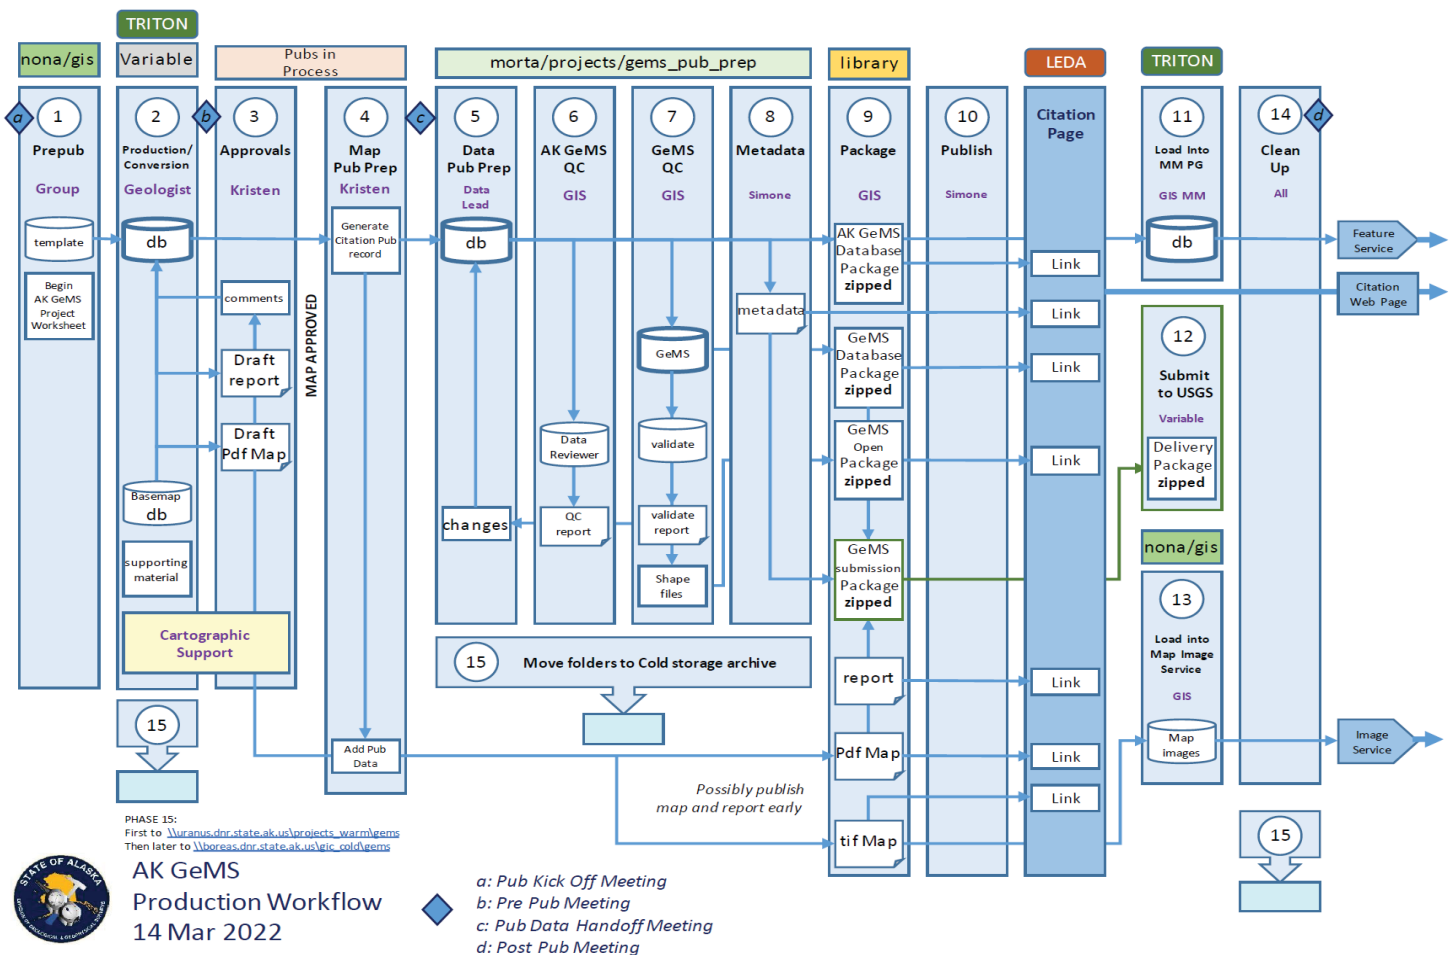 TRITON
nona/gis
Variable
Pubs in
Process
morta/projects/gems_pub_prep
library
LEDA
TRITON
a
1
Prepub
Group
template
Begin
AK GeMS
Project
Worksheet
2
Production/
Conversion
Geologist
db
Basemap
db
supporting
material
Cartographic
Support
b
3
Approvals
Kristen
comments
Draft
report
Draft
Pdf Map
MAP APPROVED
4
Map
Pub Prep
Kristen
Generate
Citation Pub
record
Add Pub
Data
c
5
Data
Pub Prep
Data
Lead
db
changes
6
AK GeMS
QC
GIS
Data
Reviewer
QC
report
7
GeMS
QC
GIS
GeMS
validate
validate
report
Shape
files
8
Metadata
Simone
metadata
15
Move folders to Cold storage archive
Possibly publish
map and report early
9
Package
GIS
AK GeMS
Database
Package
zipped
GeMS
Database
Package
zipped
GeMS
Open
Package
zipped
GeMS
submission
Package
zipped
report
Pdf Map
tif Map
10
Publish
Simone
Citation
Page
Link
Link
Link
Link
Link
Link
Link
11
Load Into
MM PG
GIS MM
db
12
Submit
to USGS
Variable
Delivery
Package
zipped
nona/gis
13
Load into
Map Image
Service
GIS
Map
images
14
d
Clean
Up
All
15
Feature
Service
Citation
Web Page
Image
Service
15
PHASE 15:
First to \\uranus.dnr.state.ak.us\projects_warm\gems
Then later to \\boreas.dnr.state.ak.us\gic_cold\gems
STATE OF ALASKA
DIVISION OF GEOLOGICAL & GEOPHYSICAL SURVEYS
AK GeMS
Production Workflow
14 Mar 2022
a: Pub Kick Off Meeting
b: Pre Pub Meeting
c: Pub Data Handoff Meeting
d: Post Pub Meeting